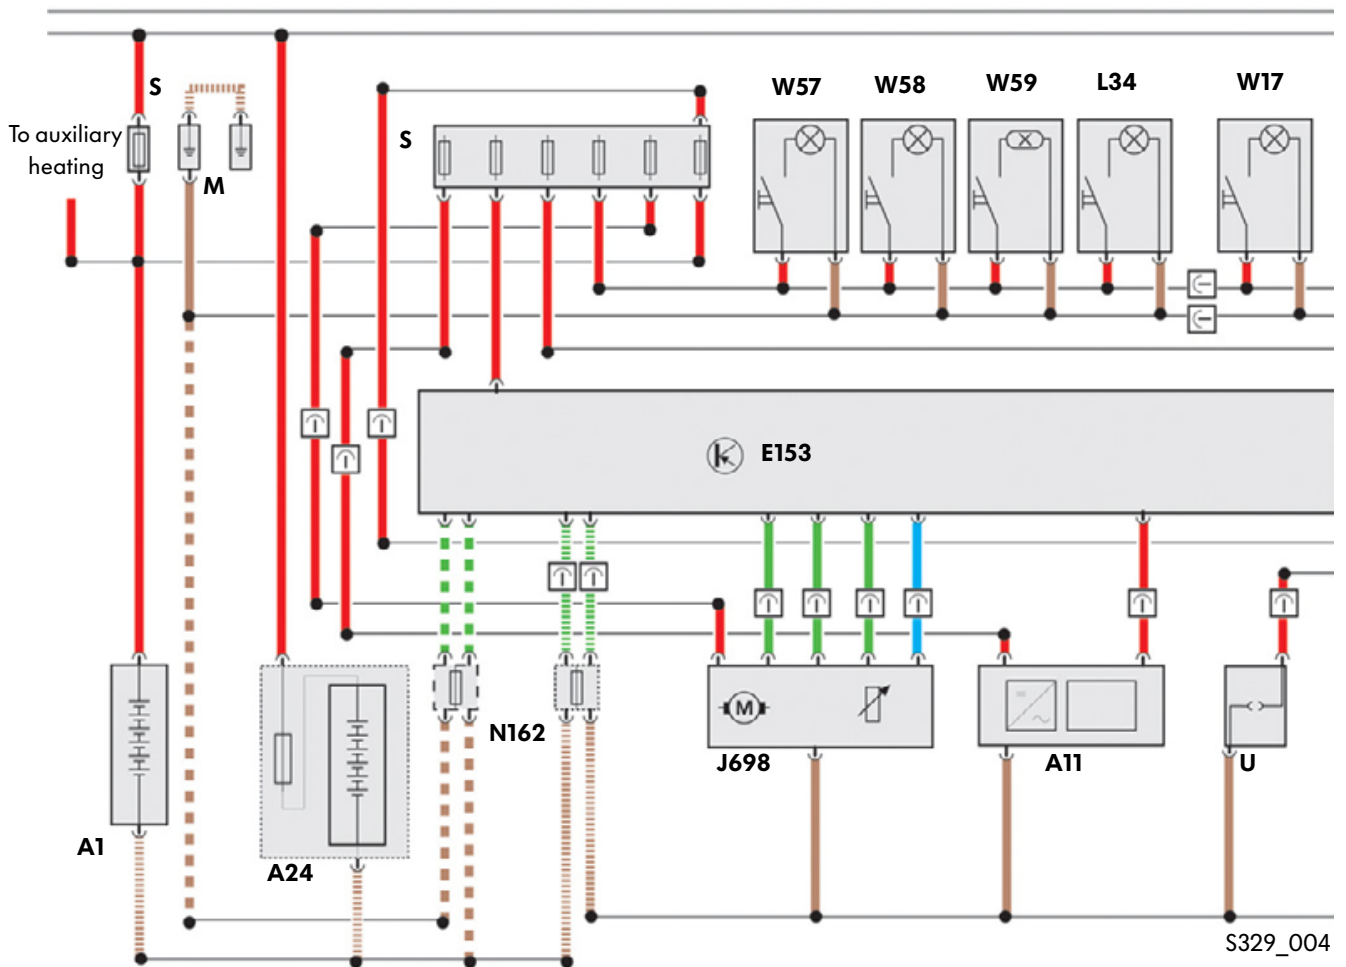 W57
W58
W59
L34
W17
S
To auxiliary
heating
S
M
E153
N162
J698
A11
U
M
A1
A24
S329_004